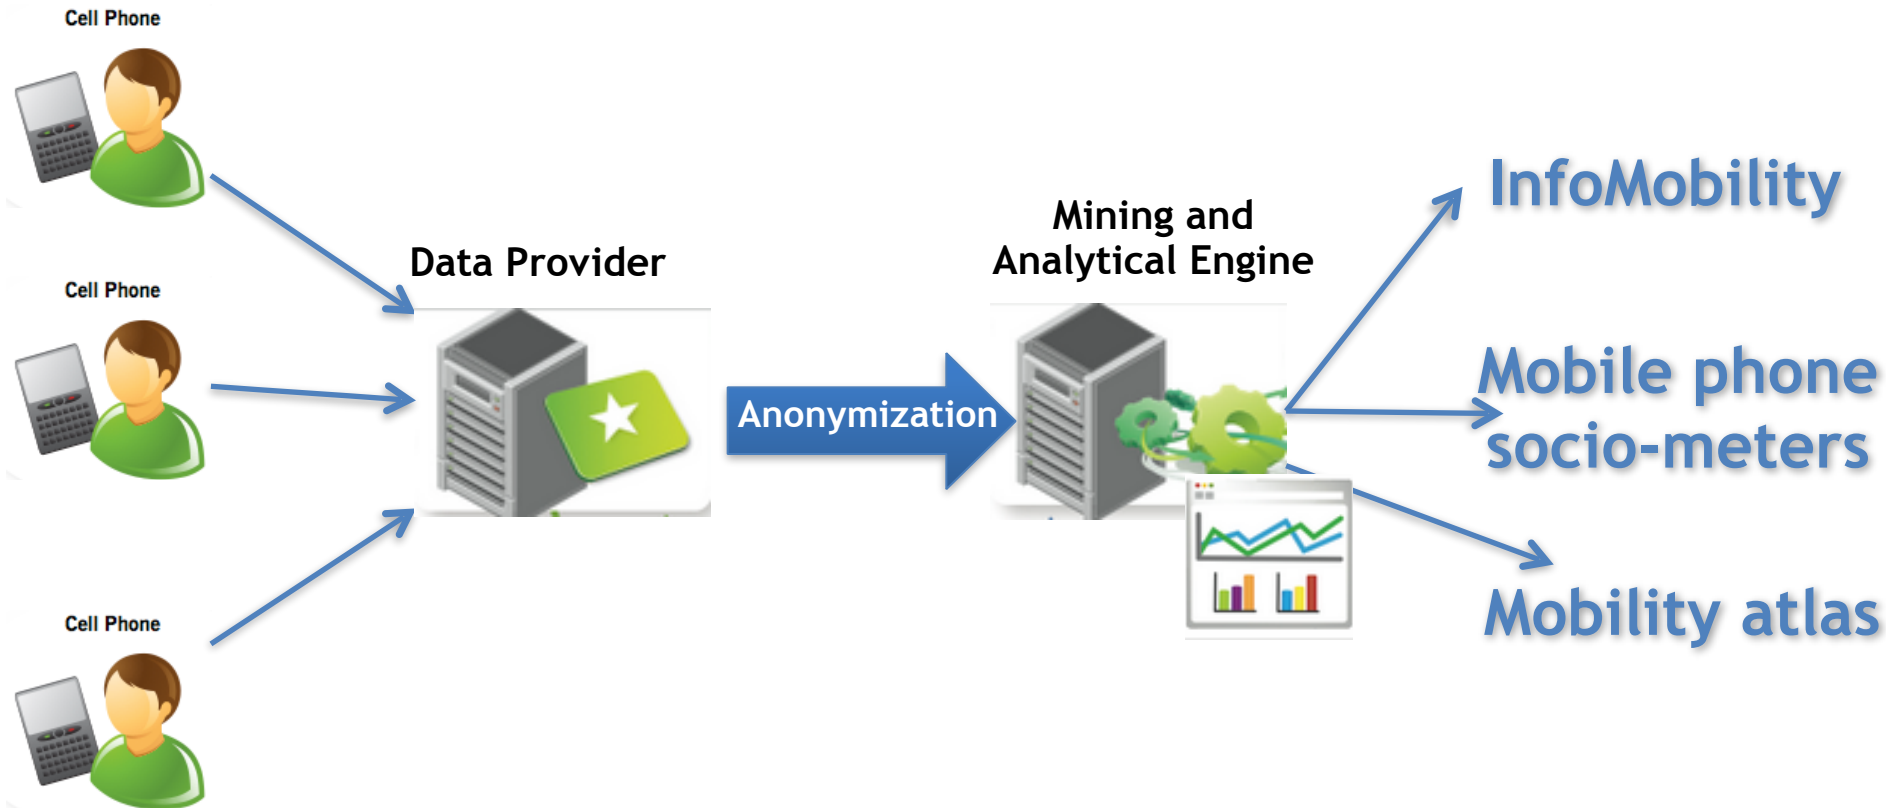 Cell Phone
Cell Phone
Cell Phone
Data Provider
Anonymization
Mining and
Analytical Engine
InfoMobility
Mobile phone
socio-meters
Mobility atlas